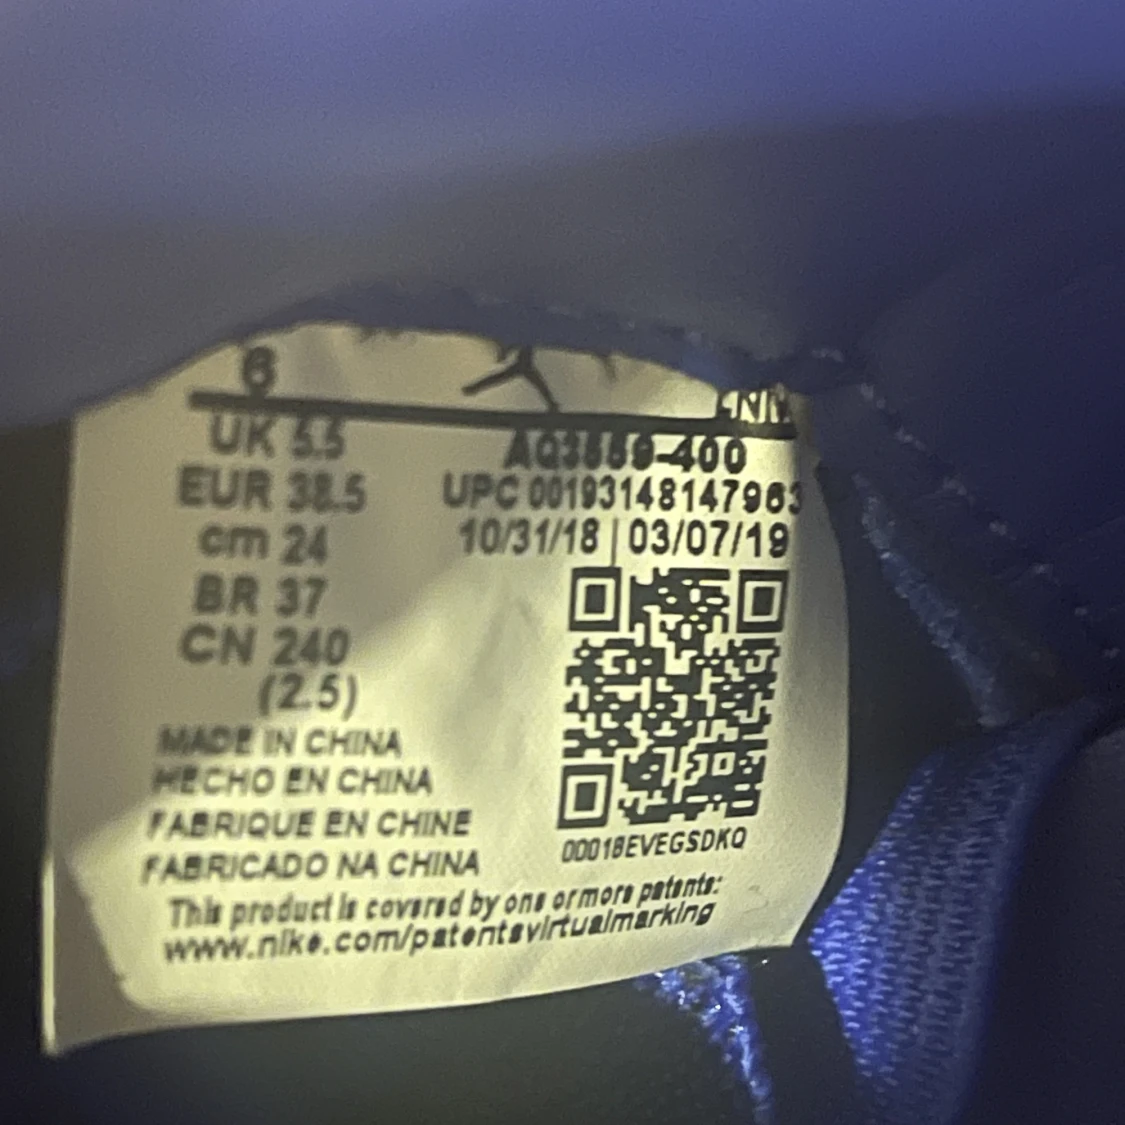 6
UK 5.5
EUR 38.5
cm 24
BR 37
CN 240
(2.5)
AQ3559-400
UPC 00193148147963
10/31/18 | 03/07/19
00018EVEGSDKQ
MADE IN CHINA
HECHO EN CHINA
FABRIQUE EN CHINE
FABRICADO NA CHINA
This product is covered by one or more patents:
www.nike.com/patentsvirtualmarking